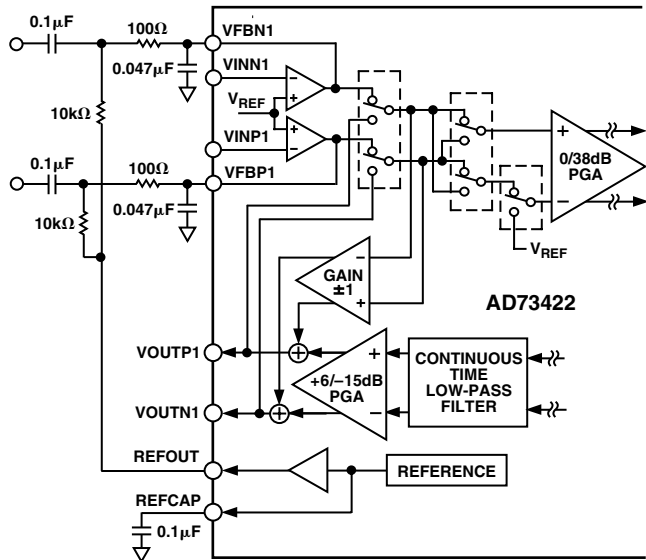 0.1µF
100Ω
VFBN1
0.047µF
VINN1
VREF
10kΩ
VINP1
0.1µF
100Ω
VFBP1
0.047µF
10kΩ
+
−
0/38dB
PGA
VREF
GAIN
±1
AD73422
VOUTP1
+6/−15dB
PGA
CONTINUOUS
TIME
LOW-PASS
FILTER
VOUTN1
REFOUT
REFERENCE
REFCAP
0.1µF